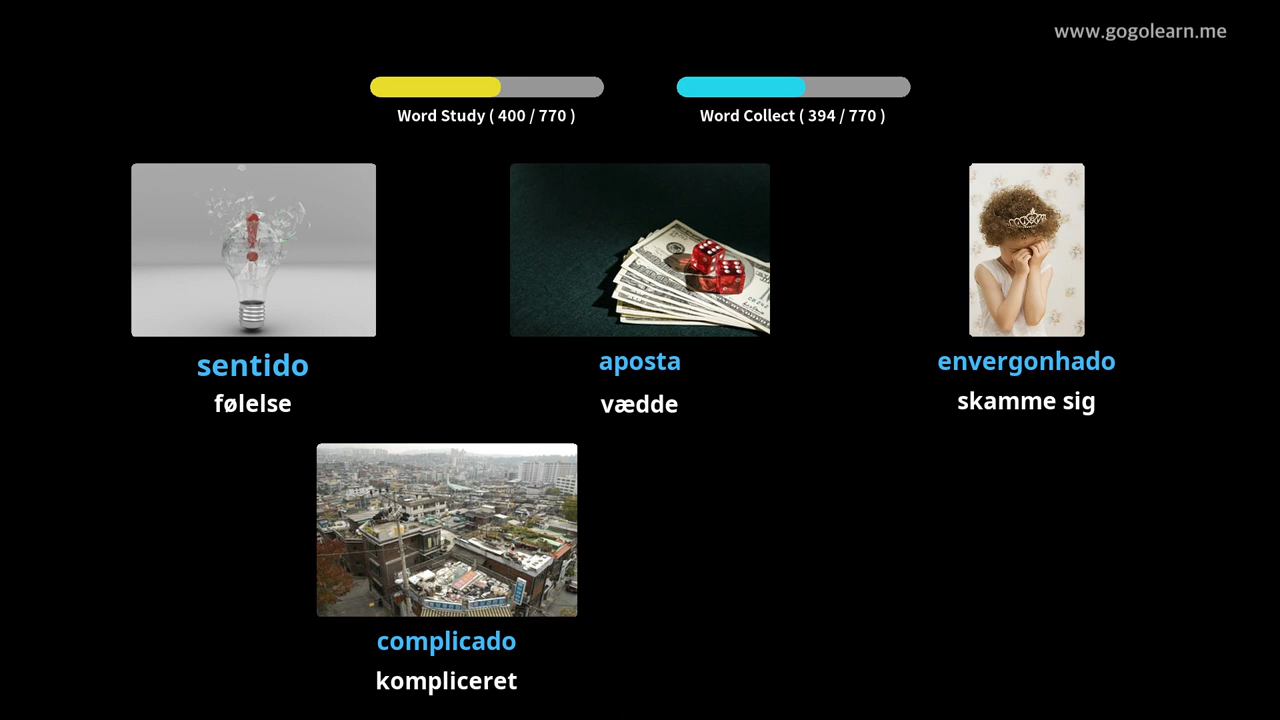 www.gogolearn.me
Word Study ( 400 / 770 )
Word Collect ( 394 / 770 )
sentido
følelse
aposta
vædde
envergonhado
skamme sig
complicado
kompliceret